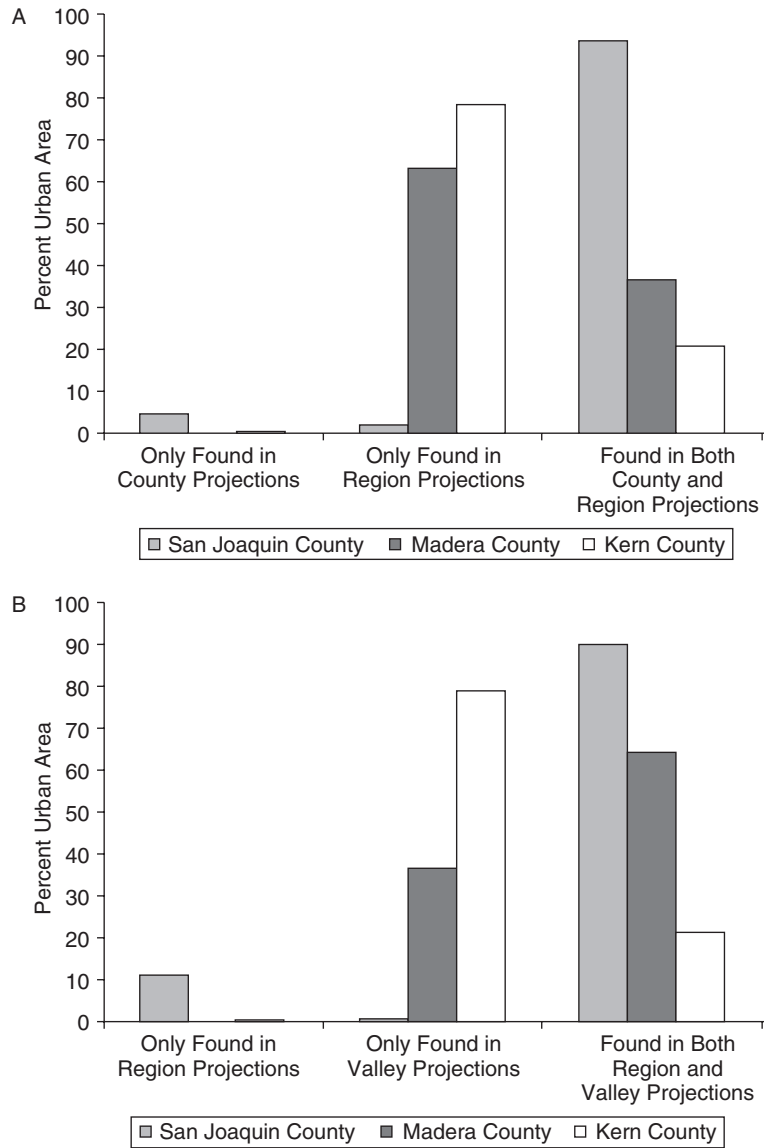 A
100
90
80
70
60
50
40
30
20
10
0
Percent Urban Area
Only Found in
County Projections
Only Found in
Region Projections
Found in Both
County and
Region Projections
San Joaquin County Madera County Kern County
B
100
90
80
70
60
50
40
30
20
10
0
Percent Urban Area
Only Found in
Region Projections
Only Found in
Valley Projections
Found in Both
Region and
Valley Projections
San Joaquin County Madera County Kern County